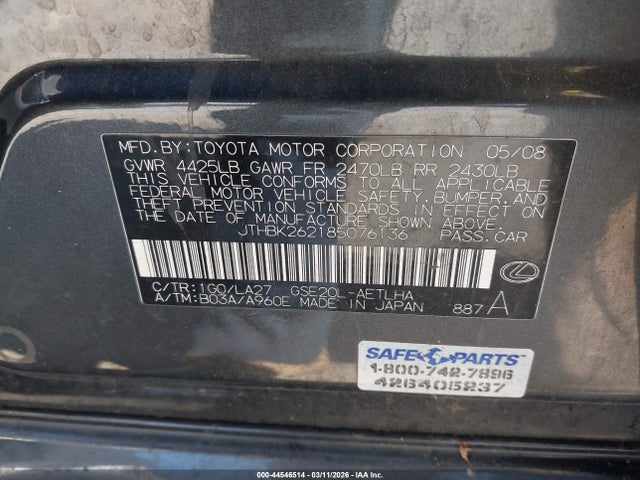 MFD.BY:TOYOTA MOTOR CORPORATION 05/08
GVWR 4425LB GAWR FR 2470LB RR 2430LB
THIS VEHICLE CONFORMS TO ALL APPLICABLE
FEDERAL MOTOR VEHICLE SAFETY, BUMPER, AND
THEFT PREVENTION STANDARDS IN EFFECT ON
THE DATE OF MANUFACTURE SHOWN ABOVE.
JTHBK262185076136 PASS.CAR
C/TR:1G0/LA27 GSE20L-AETLHA
A/TM:B03A/A960E MADE IN JAPAN 887A
SAFE PARTS
1-800-742-7896
426405237
000-44546514 - 03/11/2026 - IAA Inc.